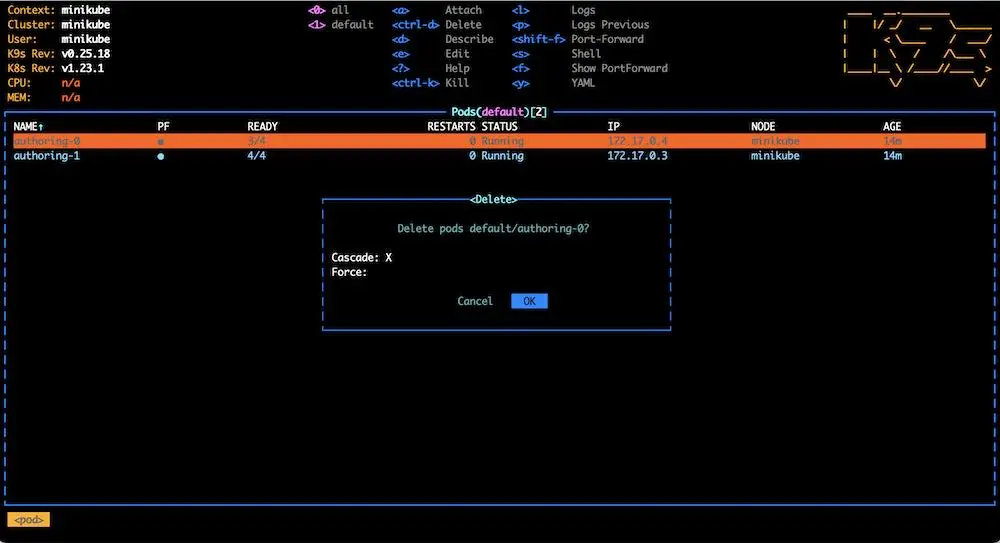 Context: minikube <0> all <a> Attach <l> Logs
Cluster: minikube <1> default <ctrl-d> Delete <p> Logs Previous
User: minikube <d> Describe <shift-f> Port-Forward
K9s Rev: v0.25.18 <e> Edit <s> Shell
K8s Rev: v1.23.1 <?> Help <f> Show PortForward
CPU: n/a <ctrl-k> Kill <y> YAML
MEM: n/a
K9s
Pods(default)[2]
NAME↑ PF READY RESTARTS STATUS IP NODE AGE
authoring-0 ● 3/4 0 Running 172.17.0.4 minikube 14m
authoring-1 ● 4/4 0 Running 172.17.0.3 minikube 14m
<Delete>
Delete pods default/authoring-0?
Cascade: X
Force:
Cancel OK
<pod>